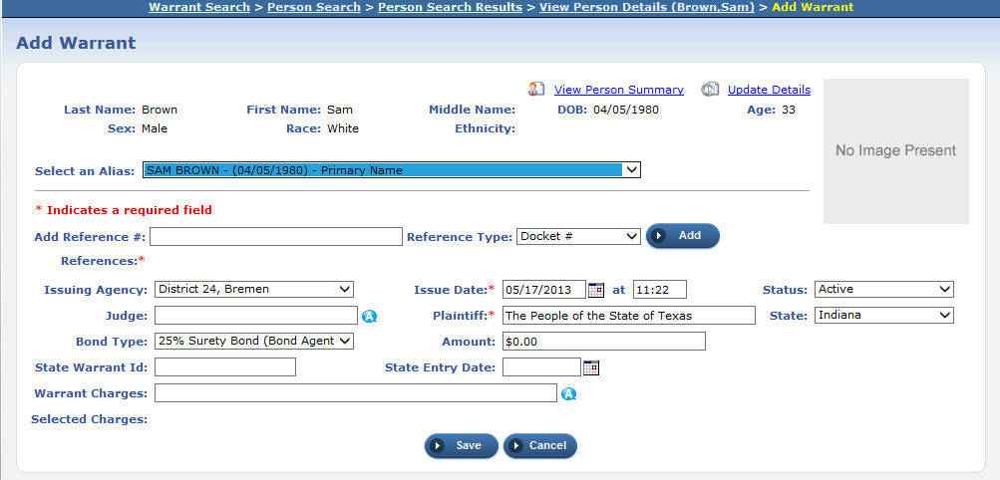 Warrant Search > Person Search > Person Search Results > View Person Details (Brown,Sam) > Add Warrant
Add Warrant
View Person Summary Update Details
Last Name: Brown First Name: Sam Middle Name: DOB: 04/05/1980 Age: 33
Sex: Male Race: White Ethnicity:
No Image Present
Select an Alias: SAM BROWN - (04/05/1980) - Primary Name
* Indicates a required field
Add Reference #: Reference Type: Docket # Add
References:*
Issuing Agency: District 24, Bremen Issue Date:* 05/17/2013 at 11:22 Status: Active
Judge: A Plaintiff:* The People of the State of Texas State: Indiana
Bond Type: 25% Surety Bond (Bond Agent Amount: $0.00
State Warrant Id: State Entry Date:
Warrant Charges: A
Selected Charges:
Save Cancel